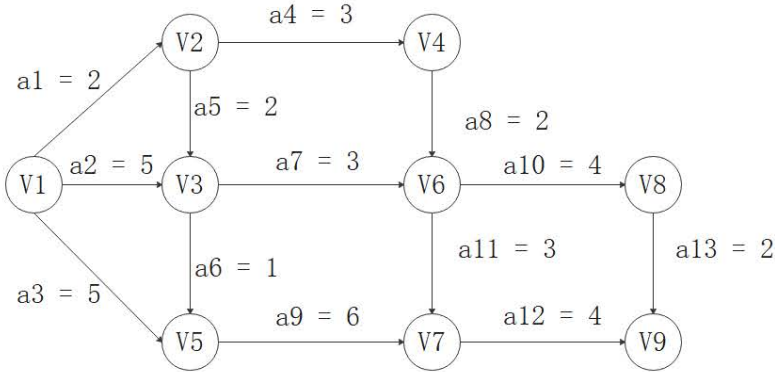 a4 = 3
V2
V4
a1 = 2
a5 = 2
a8 = 2
a2 = 5
a7 = 3
a10 = 4
V1
V3
V6
V8
a11 = 3
a13 = 2
a6 = 1
a3 = 5
a9 = 6
a12 = 4
V5
V7
V9